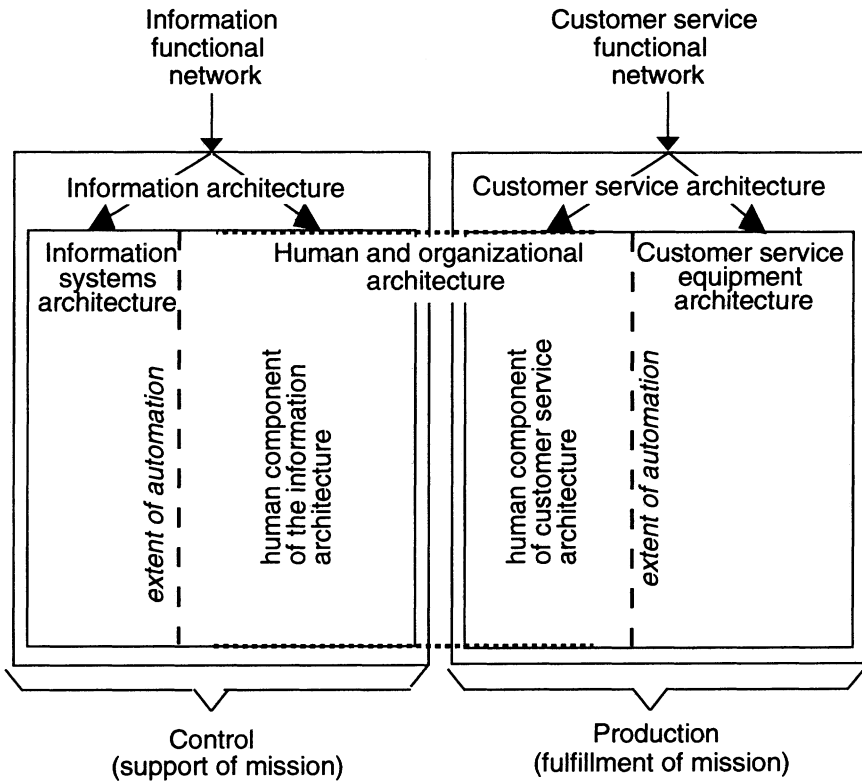 Information
functional
network
Customer service
functional
network
Information architecture
Customer service architecture
Information
systems
architecture
Human and organizational
architecture
Customer service
equipment
architecture
extent of automation
human component
of the information
architecture
human component
of customer service
architecture
extent of automation
Control
(support of mission)
Production
(fulfillment of mission)